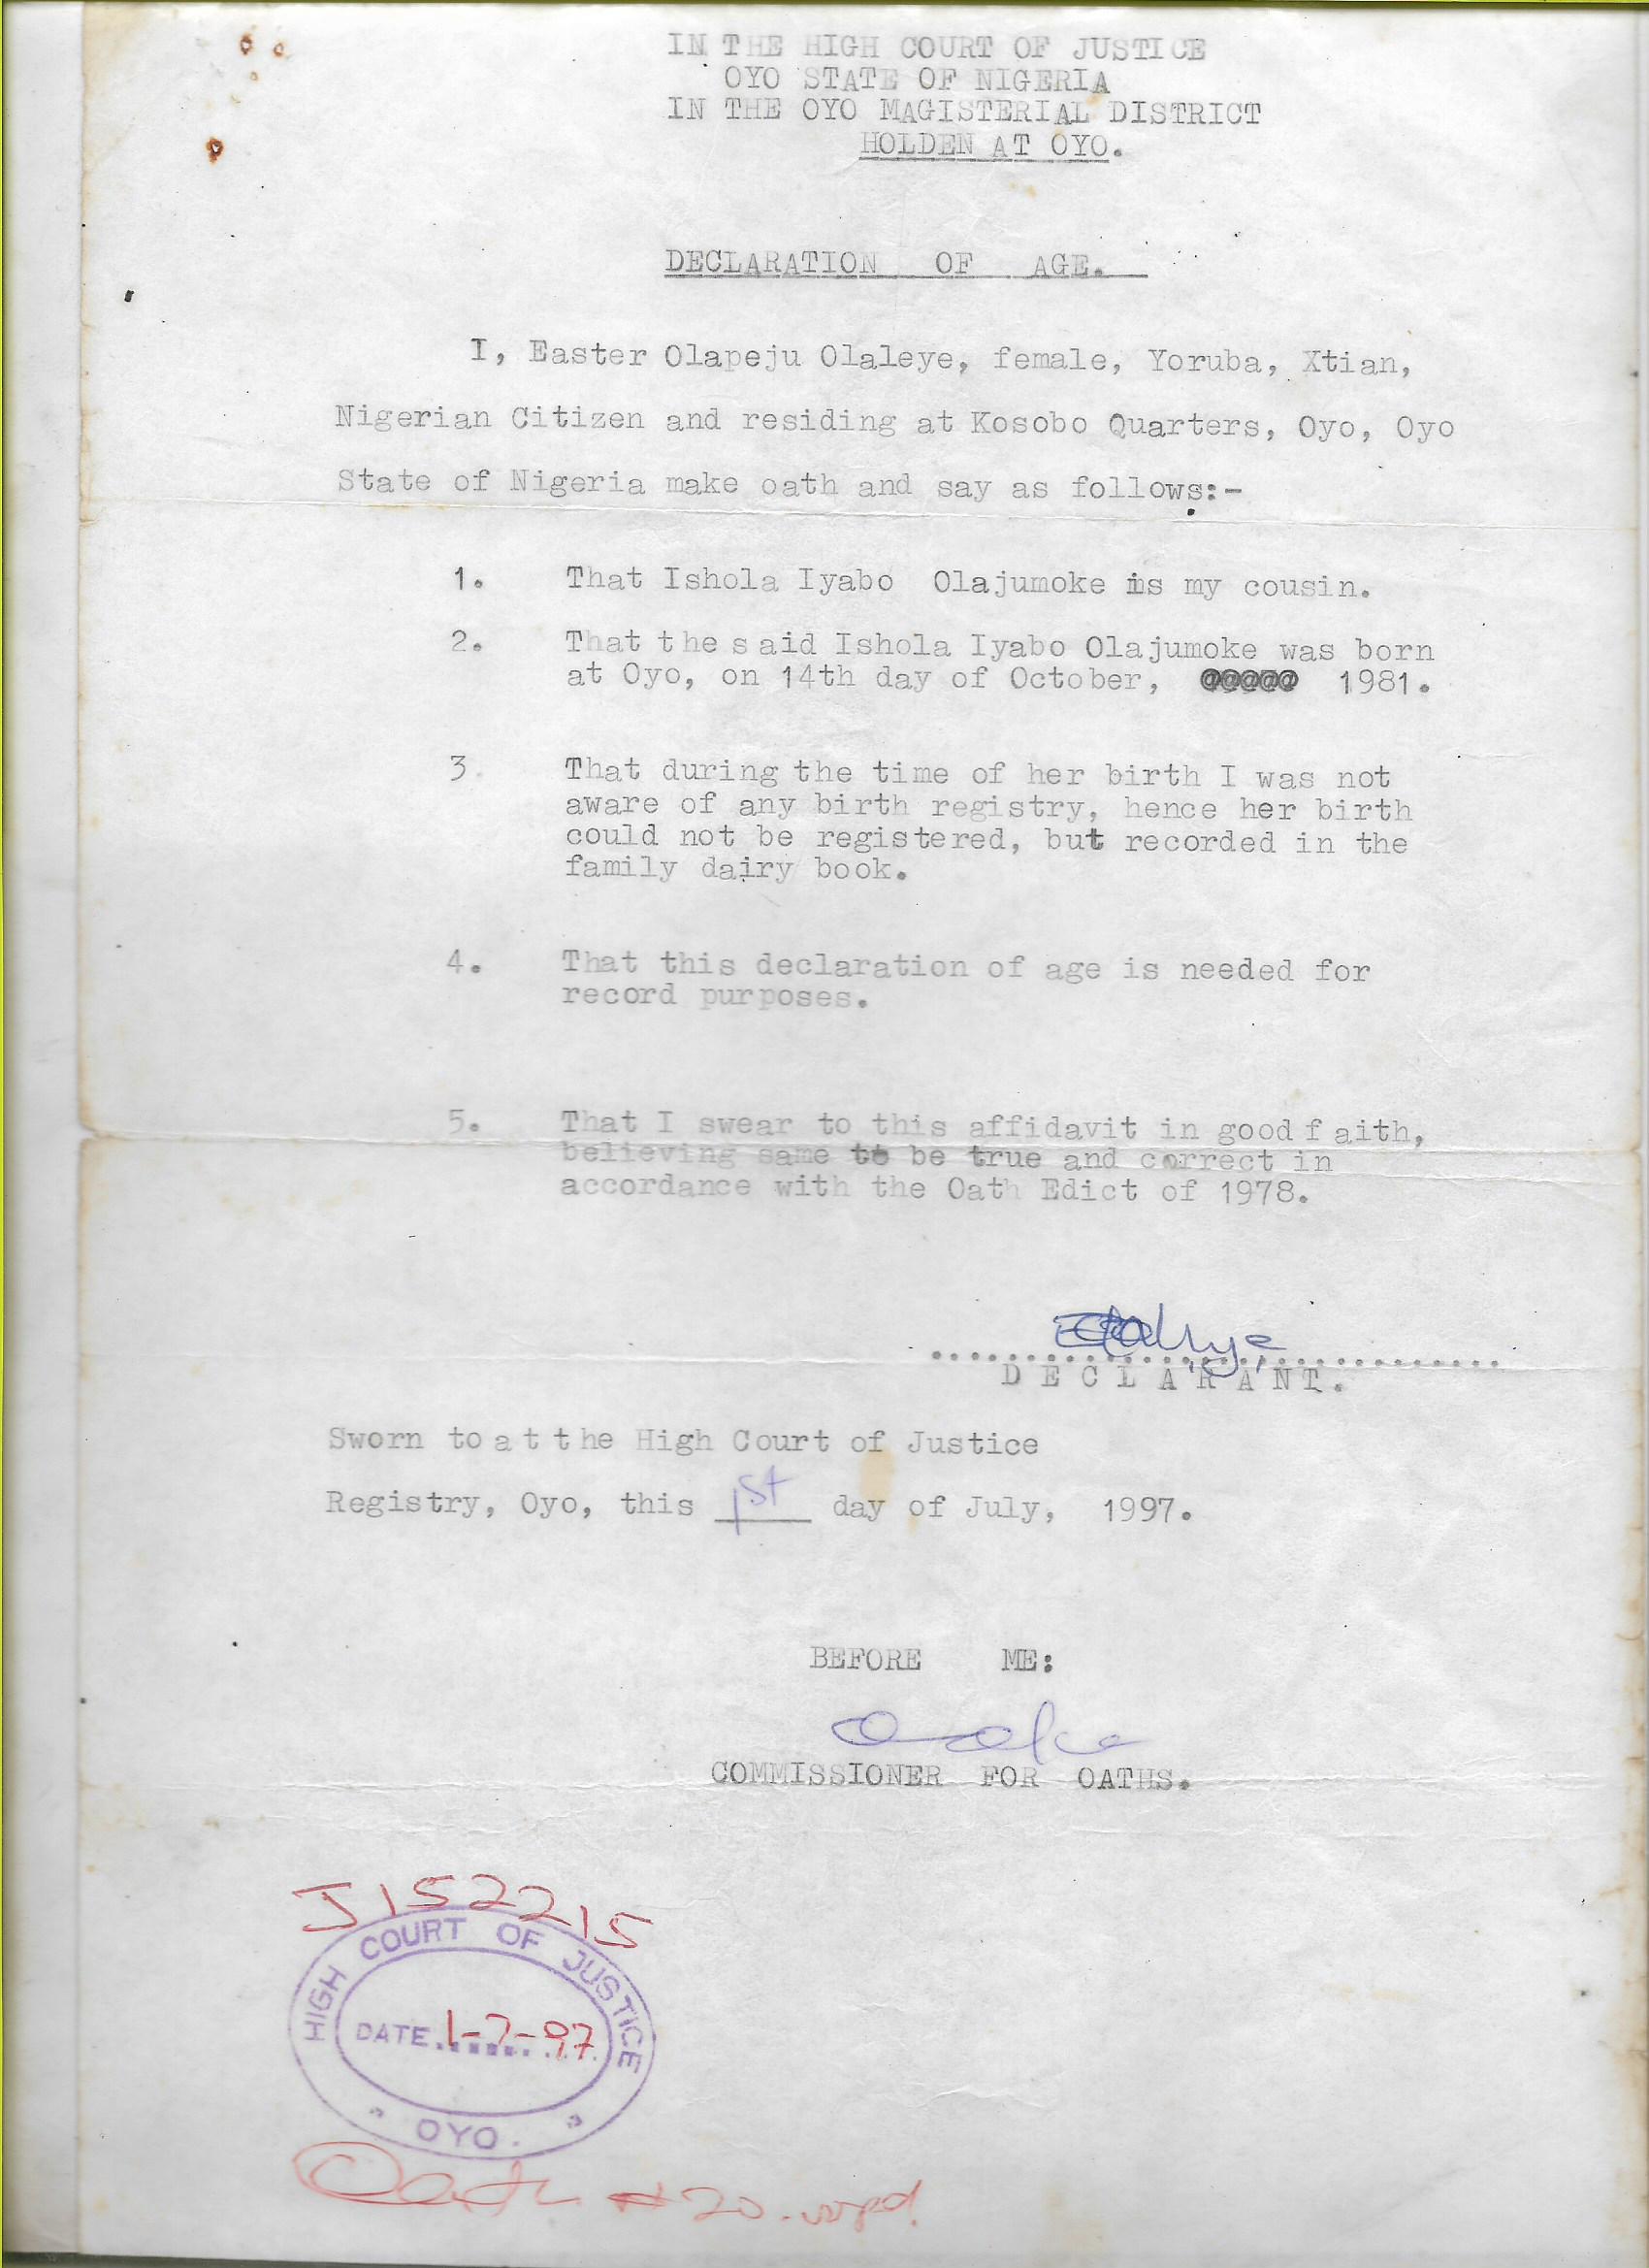 IN THE HIGH COURT OF JUSTICE
OYO STATE OF NIGERIA
IN THE OYO MAGISTERIAL DISTRICT
HOLDEN AT OYO.
DECLARATION OF AGE.
I, Easter Olapeju Olaleye, female, Yoruba, Xtian,
Nigerian Citizen and residing at Kosobo Quarters, Oyo, Oyo
State of Nigeria make oath and say as follows:-
1. That Ishola Iyabo Olajumoke is my cousin.
2. That the said Ishola Iyabo Olajumoke was born
at Oyo, on 14th day of October, @@@@@ 1981.
3. That during the time of her birth I was not
aware of any birth registry, hence her birth
could not be registered, but recorded in the
family dairy book.
4. That this declaration of age is needed for
record purposes.
5. That I swear to this affidavit in good faith,
believing same to be true and correct in
accordance with the Oath Edict of 1978.
DECLARANT.
Sworn to at the High Court of Justice
Registry, Oyo, this 1st day of July, 1997.
BEFORE ME:
COMMISSIONER FOR OATHS.
J152215
HIGH COURT OF JUSTICE
DATE 1-7-97
OYO.
Oath #20